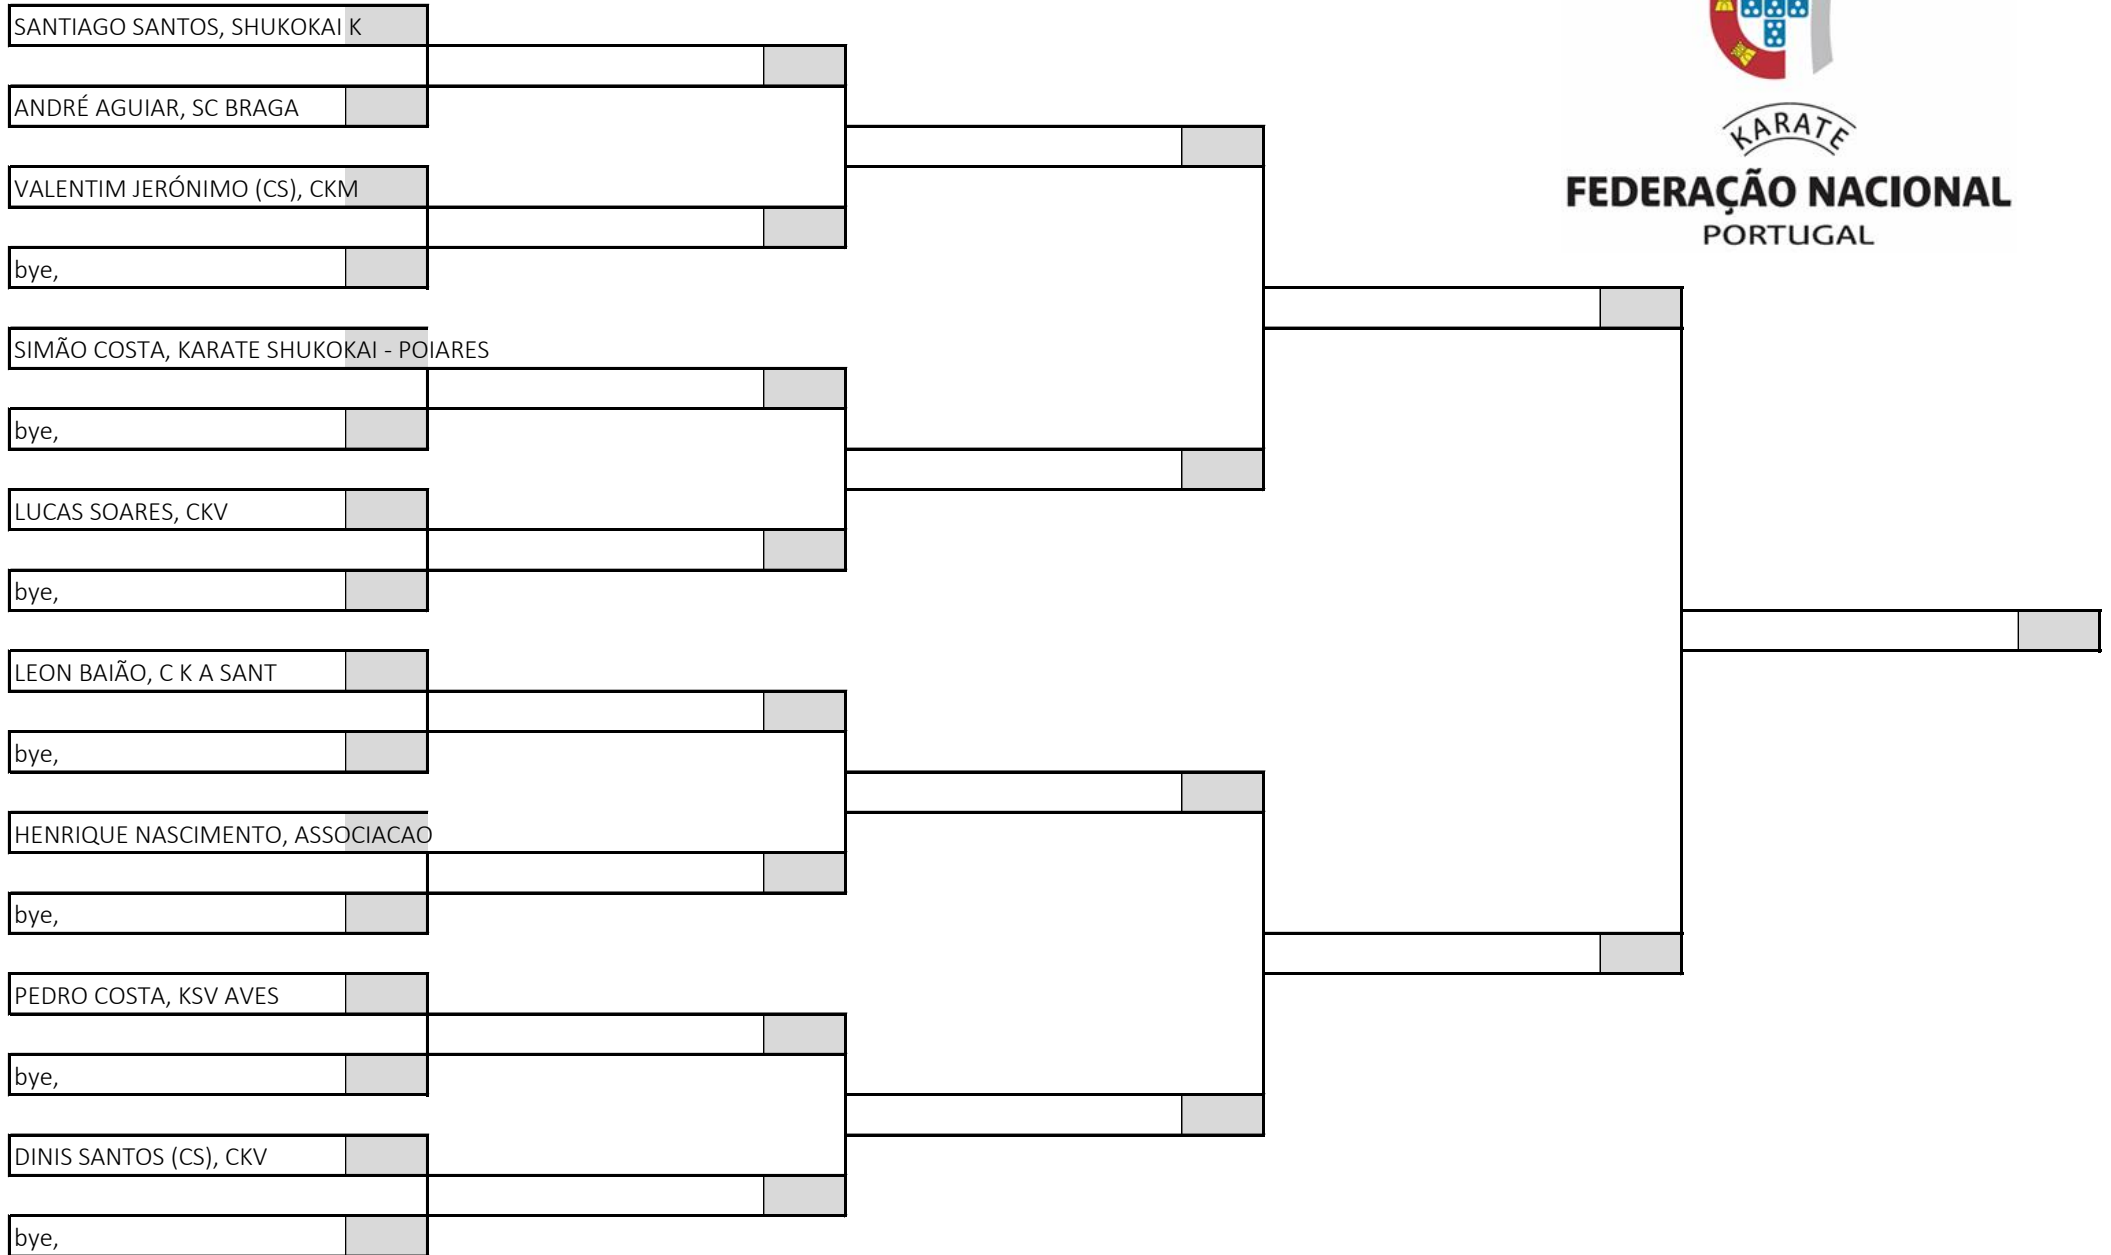 SANTIAGO SANTOS, SHUKOKAI K
ANDRÉ AGUIAR, SC BRAGA
VALENTIM JERÓNIMO (CS), CKM
bye,
SIMÃO COSTA, KARATE SHUKOKAI - POIARES
bye,
LUCAS SOARES, CKV
bye,
LEON BAIÃO, C K A SANT
bye,
HENRIQUE NASCIMENTO, ASSOCIACAO
bye,
PEDRO COSTA, KSV AVES
bye,
DINIS SANTOS (CS), CKV
bye,
KARATE
FEDERAÇÃO NACIONAL
PORTUGAL